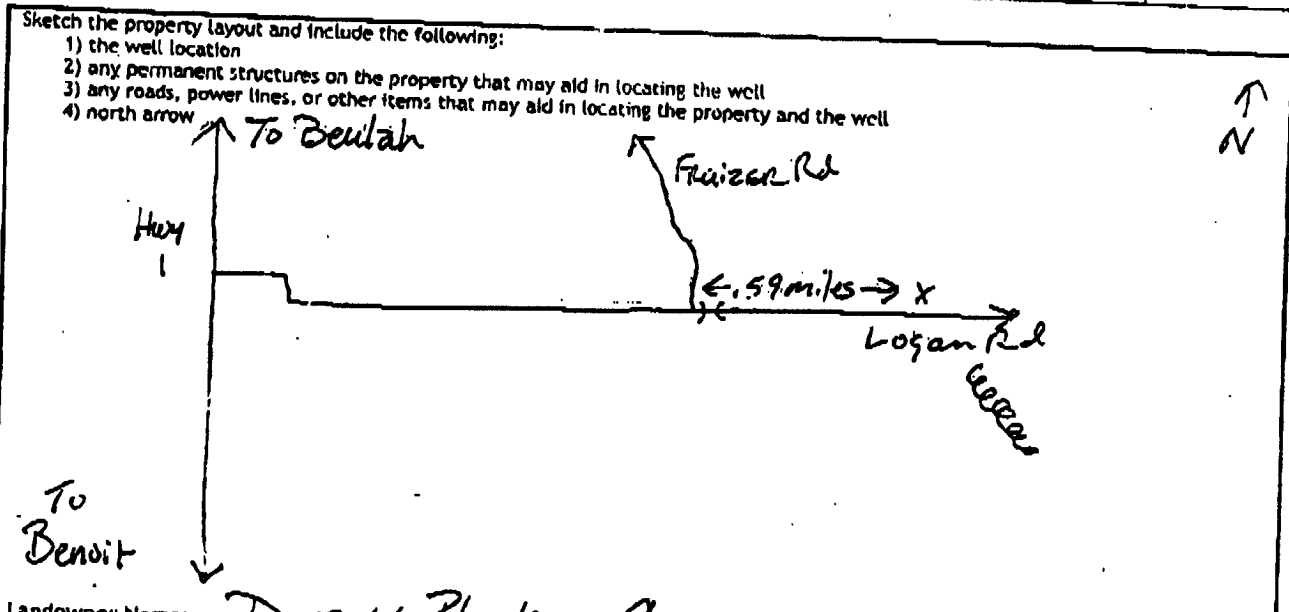 Sketch the property layout and include the following:
1) the well location
2) any permanent structures on the property that may aid in locating the well
3) any roads, power lines, or other items that may aid in locating the property and the well
4) north arrow
N
To Beulah
Fraizer Rd
Hwy
1
.59 miles
X
Logan Rd
To
Benoit
Landowner Name